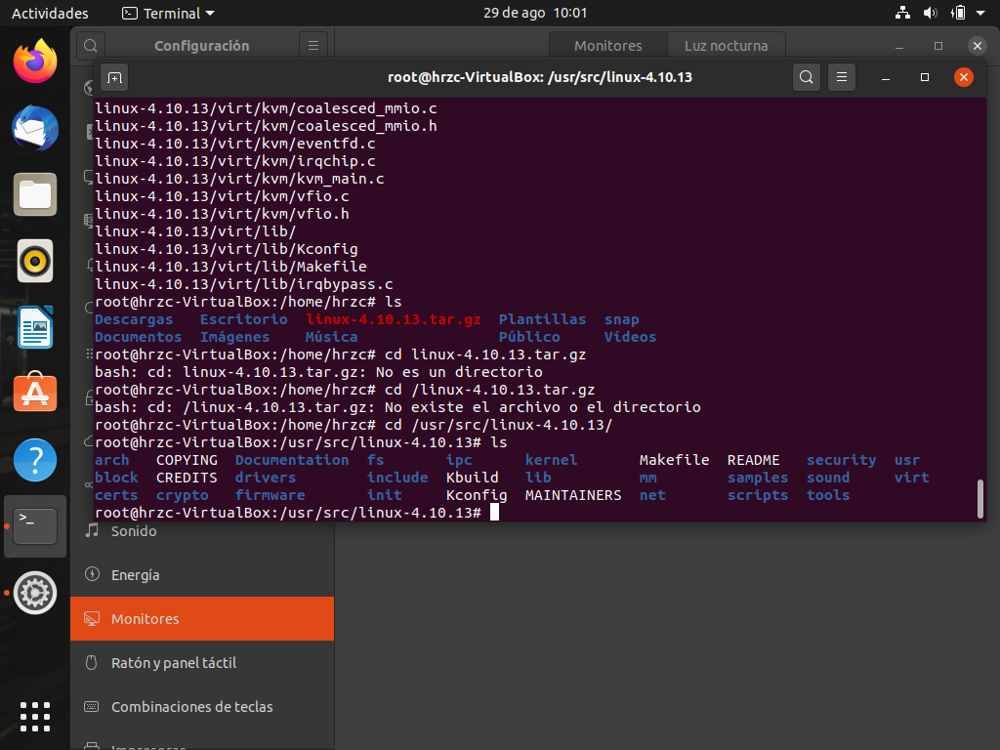 Actividades Terminal 29 de ago 10:01
Configuración Monitores Luz nocturna
root@hrzc-VirtualBox: /usr/src/linux-4.10.13
linux-4.10.13/virt/kvm/coalesced_mmio.c
linux-4.10.13/virt/kvm/coalesced_mmio.h
linux-4.10.13/virt/kvm/eventfd.c
linux-4.10.13/virt/kvm/irqchip.c
linux-4.10.13/virt/kvm/kvm_main.c
linux-4.10.13/virt/kvm/vfio.c
linux-4.10.13/virt/kvm/vfio.h
linux-4.10.13/virt/lib/
linux-4.10.13/virt/lib/Kconfig
linux-4.10.13/virt/lib/Makefile
linux-4.10.13/virt/lib/irqbypass.c
root@hrzc-VirtualBox:/home/hrzc# ls
Descargas Escritorio linux-4.10.13.tar.gz Plantillas snap
Documentos Imágenes Música Público Vídeos
root@hrzc-VirtualBox:/home/hrzc# cd linux-4.10.13.tar.gz
bash: cd: linux-4.10.13.tar.gz: No es un directorio
root@hrzc-VirtualBox:/home/hrzc# cd /linux-4.10.13.tar.gz
bash: cd: /linux-4.10.13.tar.gz: No existe el archivo o el directorio
root@hrzc-VirtualBox:/home/hrzc# cd /usr/src/linux-4.10.13/
root@hrzc-VirtualBox:/usr/src/linux-4.10.13# ls
arch COPYING Documentation fs ipc kernel Makefile README security usr
block CREDITS drivers include Kbuild lib mm samples sound virt
certs crypto firmware init Kconfig MAINTAINERS net scripts tools
root@hrzc-VirtualBox:/usr/src/linux-4.10.13#
Sonido
Energía
Monitores
Ratón y panel táctil
Combinaciones de teclas
Impresoras